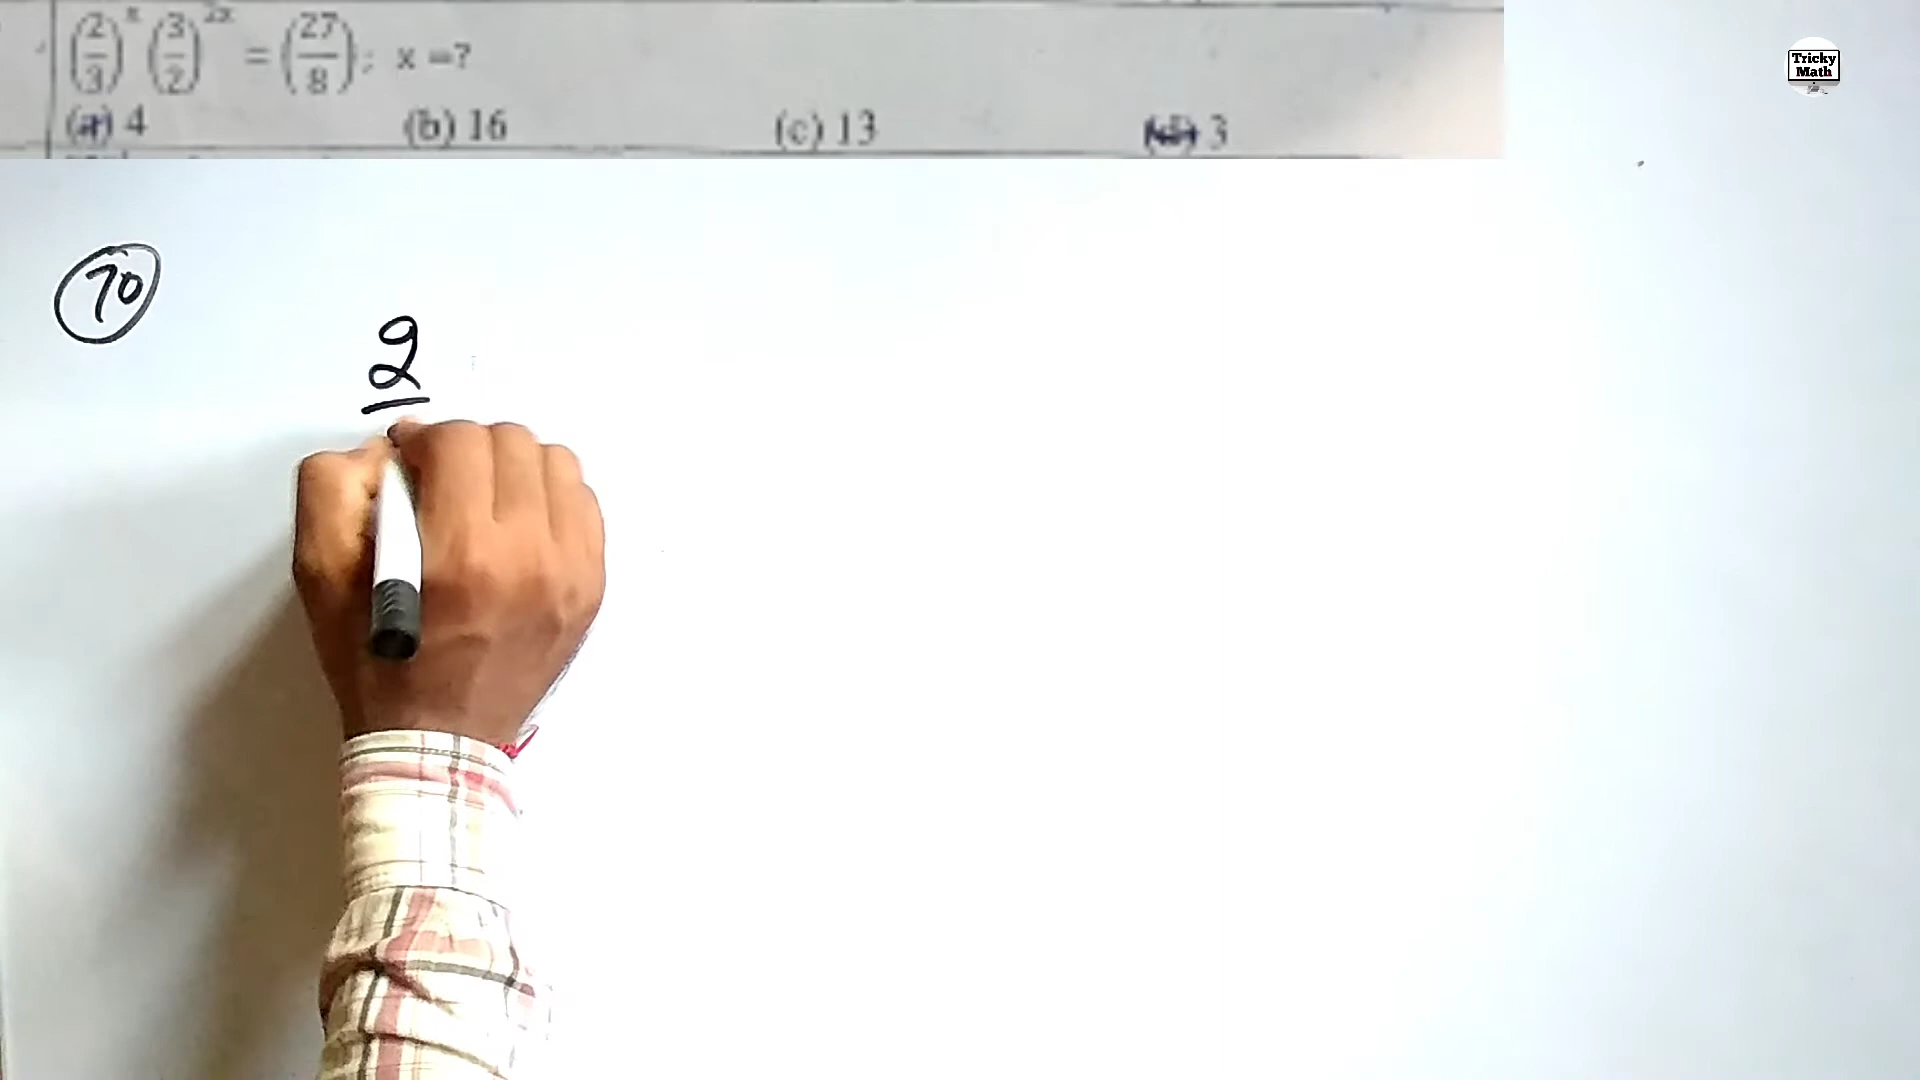 (2/3)^x (3/2)^2x = (27/8); x =?
(a) 4 (b) 16 (c) 13 (d) 3
Tricky
Math
70
2